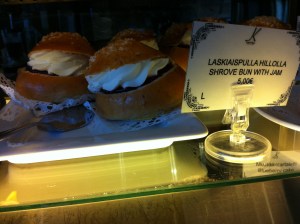 LASKIAISPULLA HILLOLLA
SHROVE BUN WITH JAM
5,00€
L